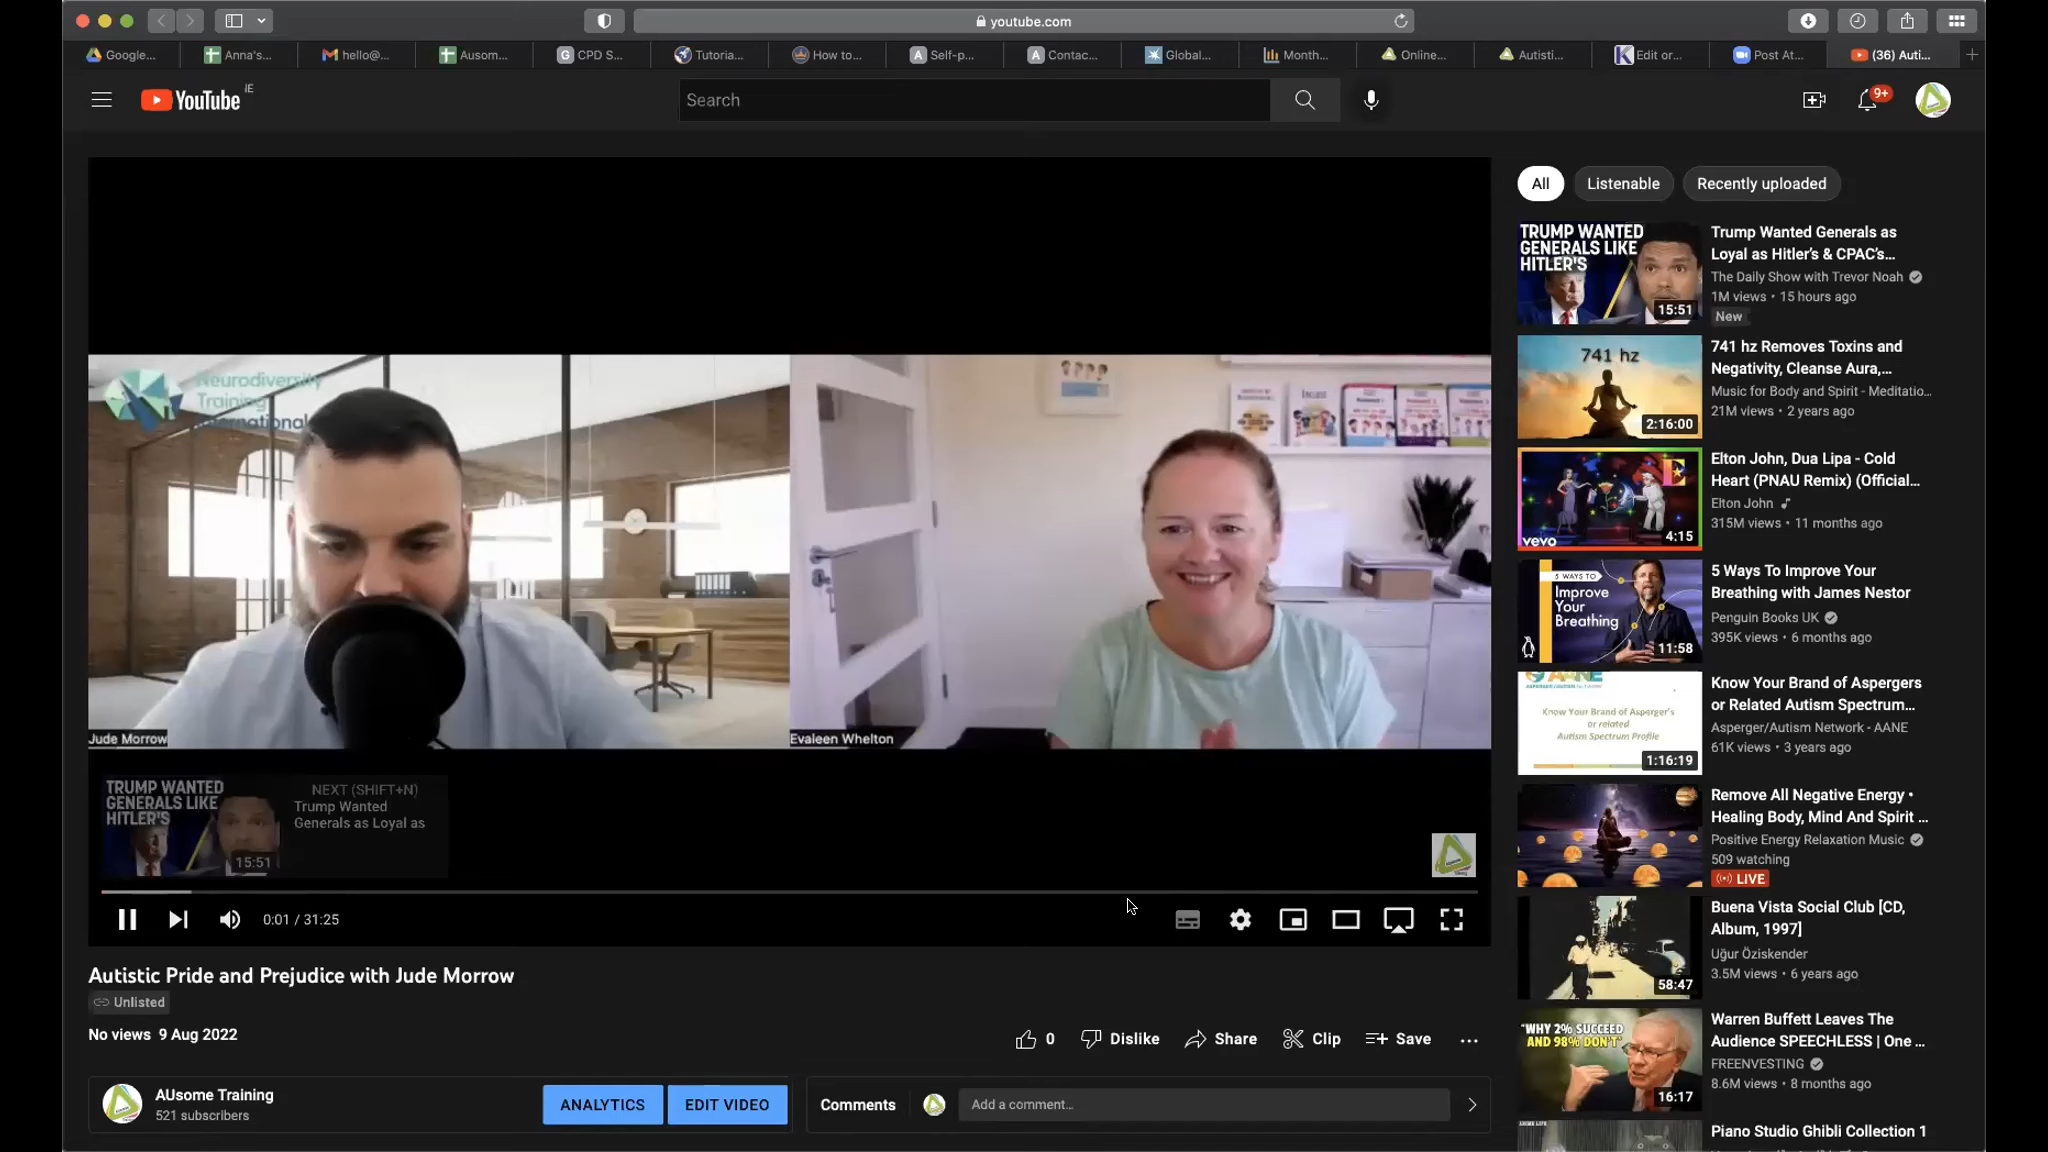 youtube.com
Google...
Anna's...
hello@...
Ausom...
CPD S...
Tutoria...
How to...
Self-p...
Contac...
Global...
Month...
Online...
Autisti...
Edit or...
Post At...
(36) Auti...
YouTube IE
Search
9+
All
Listenable
Recently uploaded
Neurodiversity
Training
International
Jude Morrow
Evaleen Whelton
TRUMP WANTED
GENERALS LIKE
HITLER'S
15:51
NEXT (SHIFT+N)
Trump Wanted
Generals as Loyal as
0:01 / 31:25
Autistic Pride and Prejudice with Jude Morrow
Unlisted
No views 9 Aug 2022
0
Dislike
Share
Clip
Save
AUsome Training
521 subscribers
ANALYTICS
EDIT VIDEO
Comments
Add a comment...
TRUMP WANTED
GENERALS LIKE
HITLER'S
15:51
Trump Wanted Generals as
Loyal as Hitler's & CPAC's...
The Daily Show with Trevor Noah
1M views • 15 hours ago
New
741 hz
2:16:00
741 hz Removes Toxins and
Negativity, Cleanse Aura,...
Music for Body and Spirit - Meditatio...
21M views • 2 years ago
vevo
4:15
Elton John, Dua Lipa - Cold
Heart (PNAU Remix) (Official...
Elton John
315M views • 11 months ago
5 WAYS TO
Improve
Your
Breathing
11:58
5 Ways To Improve Your
Breathing with James Nestor
Penguin Books UK
395K views • 6 months ago
AANE
Know Your Brand of Asperger's
or related
Autism Spectrum Profile
1:16:19
Know Your Brand of Aspergers
or Related Autism Spectrum...
Asperger/Autism Network - AANE
61K views • 3 years ago
Remove All Negative Energy •
Healing Body, Mind And Spirit ...
Positive Energy Relaxation Music
509 watching
LIVE
58:47
Buena Vista Social Club [CD,
Album, 1997]
Uğur Öziskender
3.5M views • 6 years ago
"WHY 2% SUCCEED
AND 98% DON'T"
16:17
Warren Buffett Leaves The
Audience SPEECHLESS | One ...
FREENVESTING
8.6M views • 8 months ago
Piano Studio Ghibli Collection 1